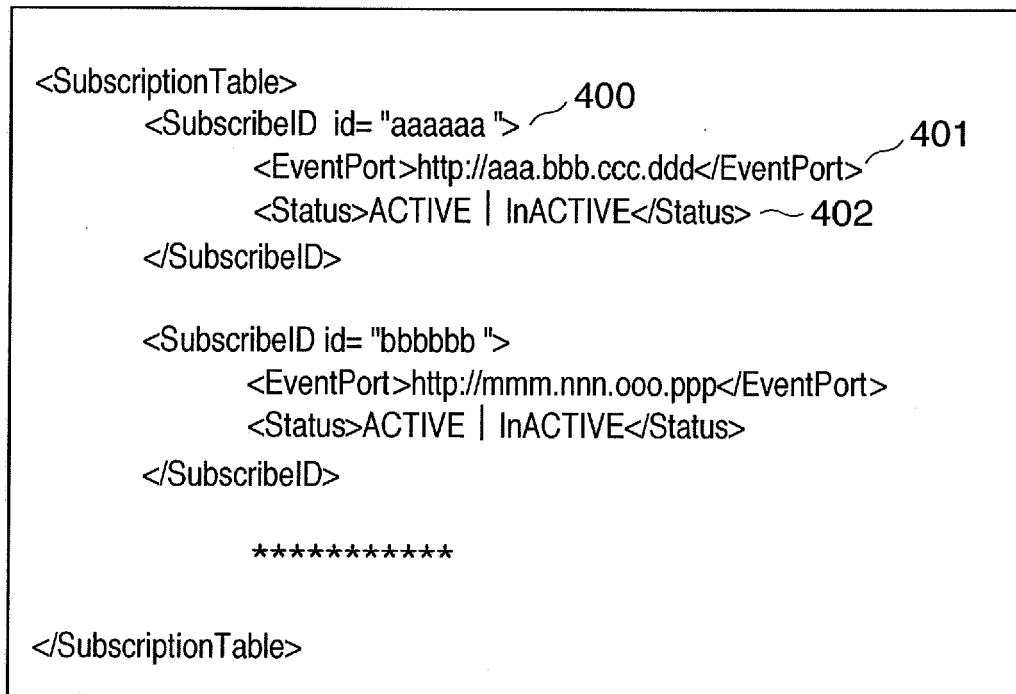 <SubscriptionTable>
<SubscribeID id= "aaaaaa "> 400
<EventPort>http://aaa.bbb.ccc.ddd</EventPort> 401
<Status>ACTIVE | InACTIVE</Status> 402
</SubscribeID>
<SubscribeID id= "bbbbbb ">
<EventPort>http://mmm.nnn.ooo.ppp</EventPort>
<Status>ACTIVE | InACTIVE</Status>
</SubscribeID>
***********
</SubscriptionTable>